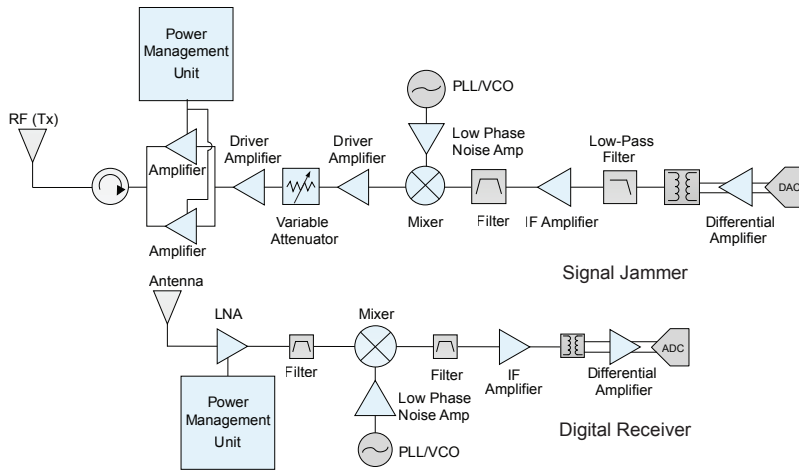 Power
Management
Unit
RF (Tx)
PLL/VCO
Driver
Amplifier
Driver
Amplifier
Low Phase
Noise Amp
Low-Pass
Filter
Amplifier
DAC
Variable
Attenuator
Mixer
Filter
IF Amplifier
Differential
Amplifier
Amplifier
Signal Jammer
Antenna
LNA
Mixer
ADC
Filter
Filter
IF
Amplifier
Differential
Amplifier
Power
Management
Unit
Low Phase
Noise Amp
PLL/VCO
Digital Receiver